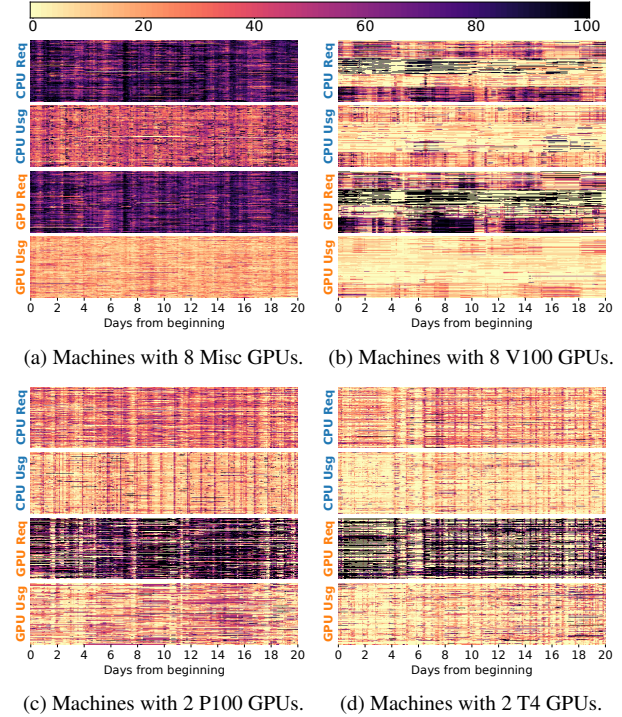 0 20 40 60 80 100
CPU Req
CPU Usg
GPU Req
GPU Usg
0 2 4 6 8 10 12 14 16 18 20
Days from beginning
(a) Machines with 8 Misc GPUs.
CPU Req
CPU Usg
GPU Req
GPU Usg
0 2 4 6 8 10 12 14 16 18 20
Days from beginning
(b) Machines with 8 V100 GPUs.
CPU Req
CPU Usg
GPU Req
GPU Usg
0 2 4 6 8 10 12 14 16 18 20
Days from beginning
(c) Machines with 2 P100 GPUs.
CPU Req
CPU Usg
GPU Req
GPU Usg
0 2 4 6 8 10 12 14 16 18 20
Days from beginning
(d) Machines with 2 T4 GPUs.